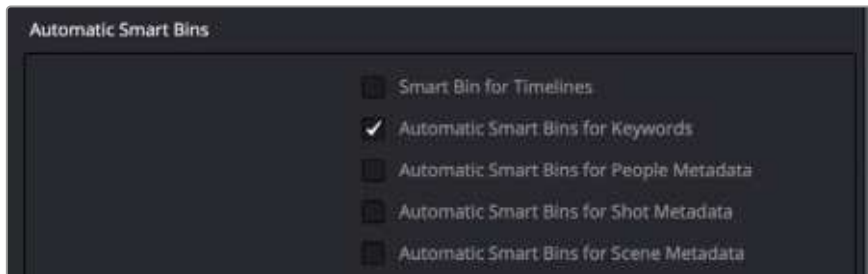 Automatic Smart Bins
Smart Bin for Timelines
Automatic Smart Bins for Keywords
Automatic Smart Bins for People Metadata
Automatic Smart Bins for Shot Metadata
Automatic Smart Bins for Scene Metadata